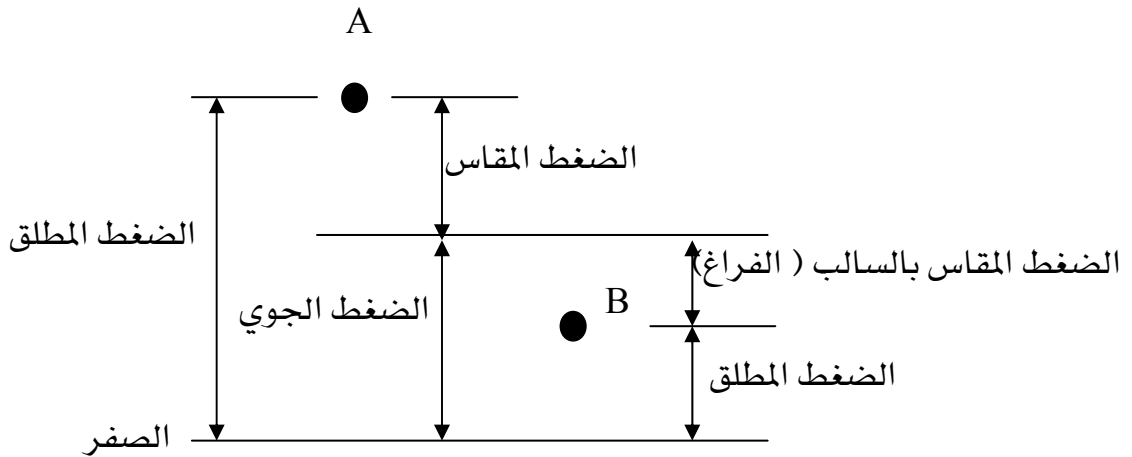 A
الضغط المقاس
الضغط المطلق
الضغط المقاس بالسالب ( الفراغ)
الضغط الجوي
B
الضغط المطلق
الصفر